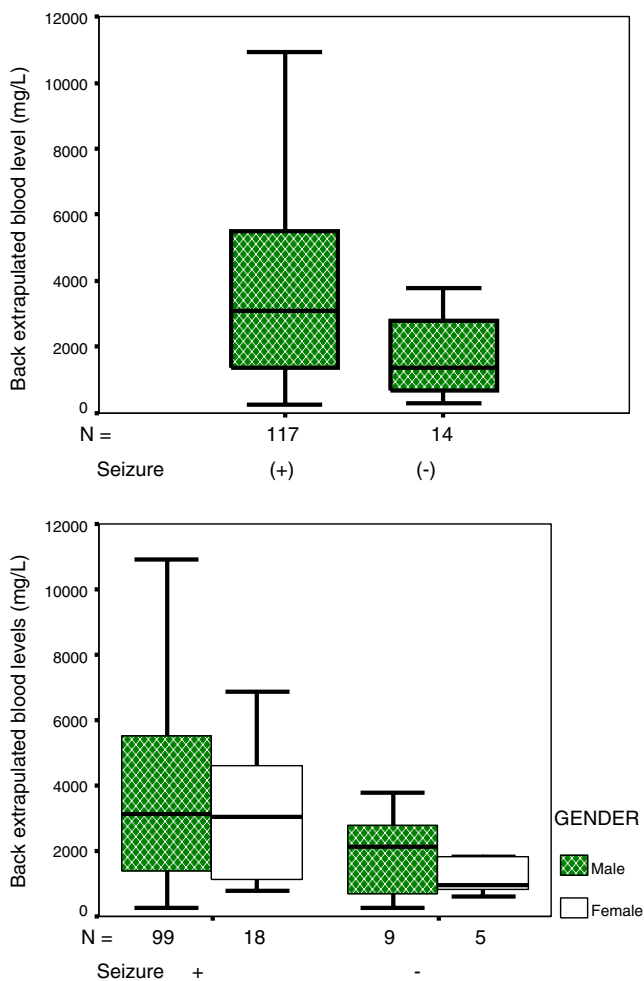 Back extrapulated blood level (mg/L)
12000
10000
8000
6000
4000
2000
0
N = 117 14
Seizure (+) (-)
Back extrapulated blood levels (mg/L)
12000
10000
8000
6000
4000
2000
0
GENDER
Male
Female
N = 99 18 9 5
Seizure + -